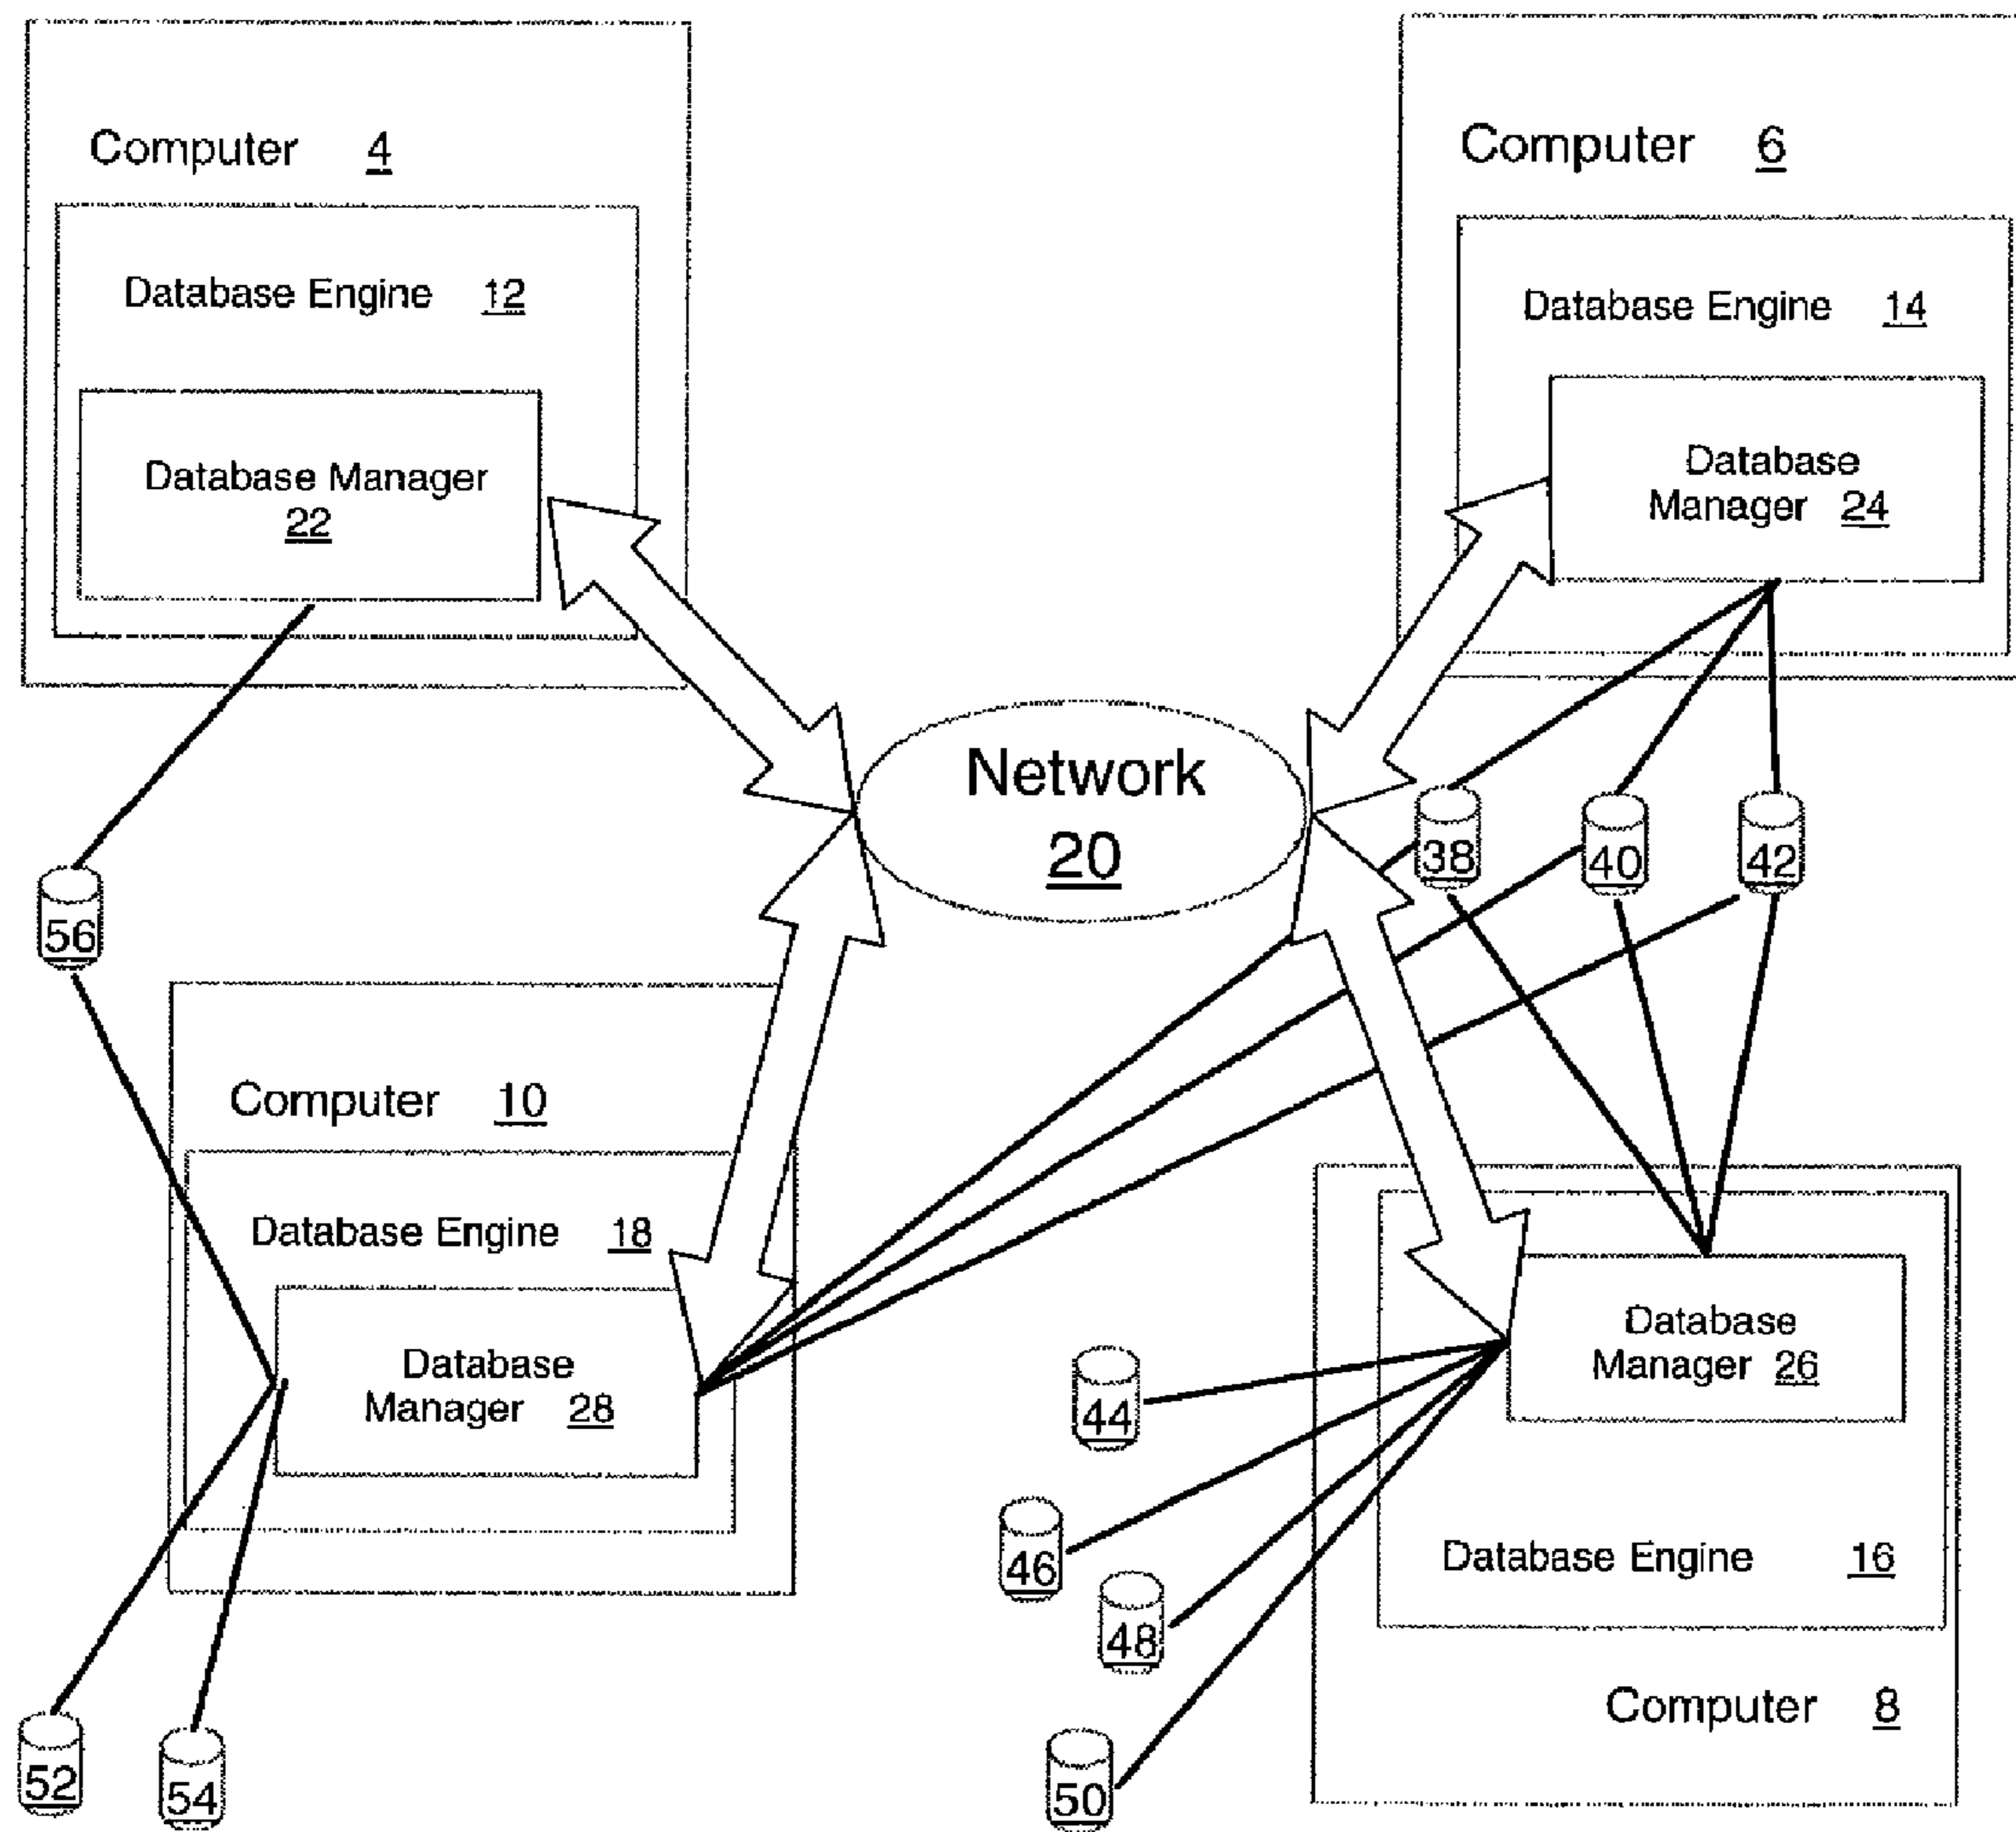 Computer 4
Database Engine 12
Database Manager
22
Computer 6
Database Engine 14
Database
Manager 24
Network
20
38
40
42
56
Computer 10
Database Engine 18
Database
Manager 28
52
54
44
46
48
50
Database
Manager 26
Database Engine 16
Computer 8